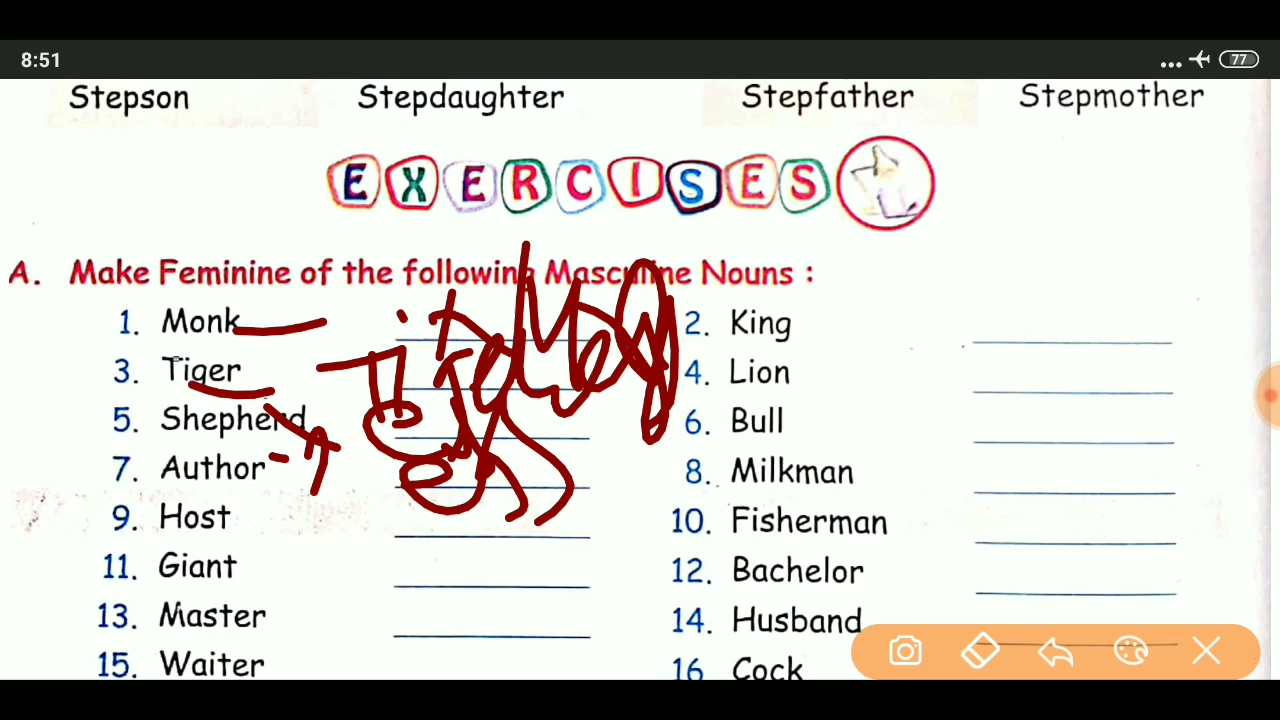 8:51
77
Stepson Stepdaughter Stepfather Stepmother
EXERCISES
A. Make Feminine of the following Masculine Nouns :
1. Monk 2. King
3. Tiger 4. Lion
5. Shepherd 6. Bull
7. Author 8. Milkman
9. Host 10. Fisherman
11. Giant 12. Bachelor
13. Master 14. Husband
15. Waiter 16 Cock